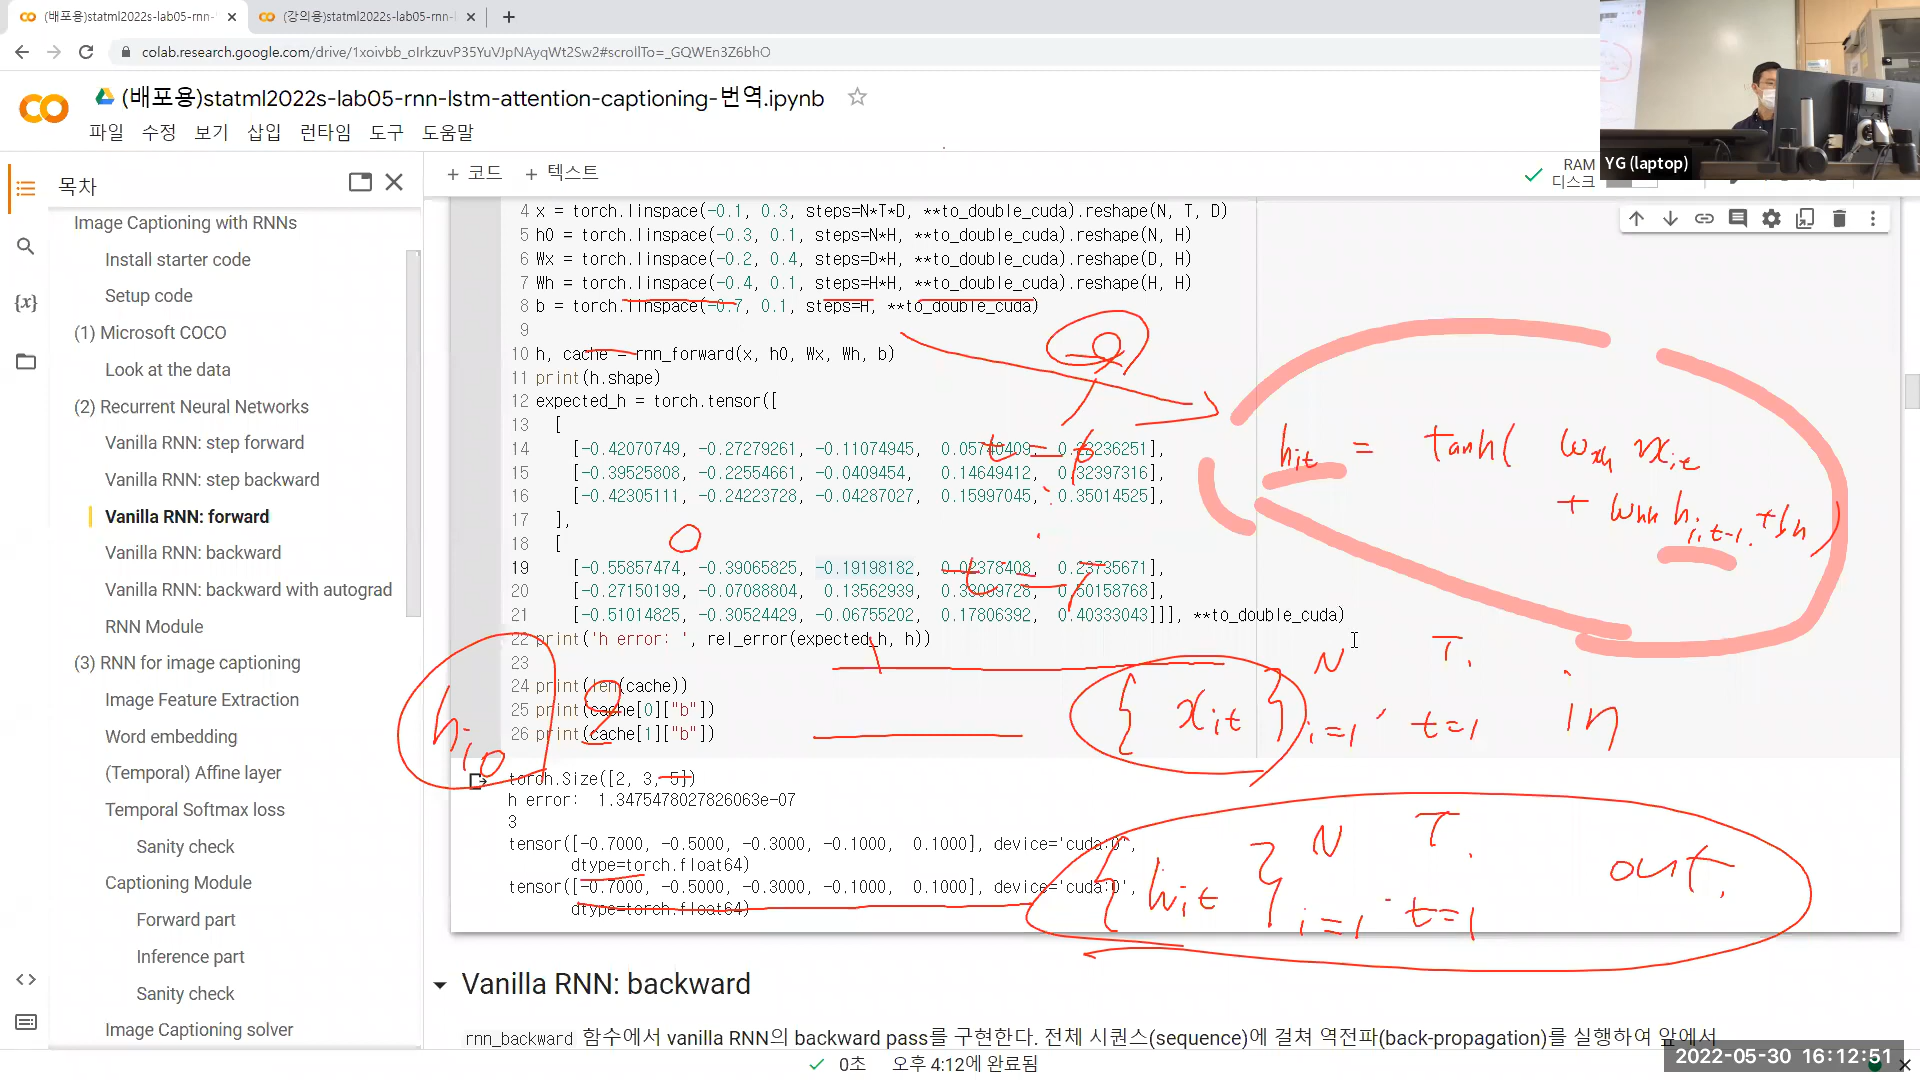 (배포용)statml2022s-lab05-rnn-
(강의용)statml2022s-lab05-rnn-l
colab.research.google.com/drive/1xoivbb_oIrkzuvP35YuVJpNAyqWt2Sw2#scrollTo=_GQWEn3Z6bhO
(배포용)statml2022s-lab05-rnn-lstm-attention-captioning-번역.ipynb
파일 수정 보기 삽입 런타임 도구 도움말
YG (laptop)
+ 코드 + 텍스트
RAM
디스크
목차
Image Captioning with RNNs
Install starter code
Setup code
(1) Microsoft COCO
Look at the data
(2) Recurrent Neural Networks
Vanilla RNN: step forward
Vanilla RNN: step backward
Vanilla RNN: forward
Vanilla RNN: backward
Vanilla RNN: backward with autograd
RNN Module
(3) RNN for image captioning
Image Feature Extraction
Word embedding
(Temporal) Affine layer
Temporal Softmax loss
Sanity check
Captioning Module
Forward part
Inference part
Sanity check
Image Captioning solver
4 x = torch.linspace(-0.1, 0.3, steps=N*T*D, **to_double_cuda).reshape(N, T, D)
5 h0 = torch.linspace(-0.3, 0.1, steps=N*H, **to_double_cuda).reshape(N, H)
6 Wx = torch.linspace(-0.2, 0.4, steps=D*H, **to_double_cuda).reshape(D, H)
7 Wh = torch.linspace(-0.4, 0.1, steps=H*H, **to_double_cuda).reshape(H, H)
8 b = torch.linspace(-0.7, 0.1, steps=H, **to_double_cuda)
9
10 h, cache = rnn_forward(x, h0, Wx, Wh, b)
11 print(h.shape)
12 expected_h = torch.tensor([
13 [
14 [-0.42070749, -0.27279261, -0.11074945, 0.05740409, 0.22236251],
15 [-0.39525808, -0.22554661, -0.0409454, 0.14649412, 0.32397316],
16 [-0.42305111, -0.24223728, -0.04287027, 0.15997045, 0.35014525],
17 ],
18 [
19 [-0.55857474, -0.39065825, -0.19198182, 0.02378408, 0.23735671],
20 [-0.27150199, -0.07088804, 0.13562939, 0.33099728, 0.50158768],
21 [-0.51014825, -0.30524429, -0.06755202, 0.17806392, 0.40333043]]], **to_double_cuda)
22 print('h error: ', rel_error(expected_h, h))
23
24 print(len(cache))
25 print(cache[0]["b"])
26 print(cache[1]["b"])
torch.Size([2, 3, 5])
h error: 1.3475478027826063e-07
3
tensor([-0.7000, -0.5000, -0.3000, -0.1000, 0.1000], device='cuda:0',
dtype=torch.float64)
tensor([-0.7000, -0.5000, -0.3000, -0.1000, 0.1000], device='cuda:0',
dtype=torch.float64)
h_it = tanh( W_xh x_it
+ W_hh h_i,t-1 + b_h )
h_i0
{ x_it } N i=1, T t=1 in
{ h_it } N i=1, T t=1 out.
Vanilla RNN: backward
rnn_backward 함수에서 vanilla RNN의 backward pass를 구현한다. 전체 시퀀스(sequence)에 걸쳐 역전파(back-propagation)를 실행하여 앞에서
0초 오후 4:12에 완료됨
2022-05-30 16:12:51